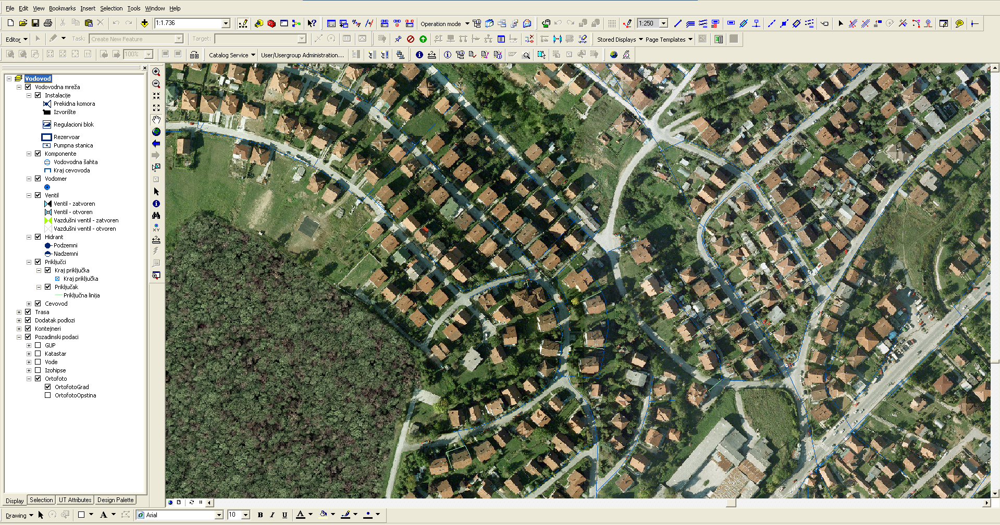 File Edit View Bookmarks Insert Selection Tools Window Help
1:1.736 Operation mode 1:250
Editor Task: Create New Feature Target: Stored Displays Page Templates
100% Catalog Service User/Usergroup Administration...
Vodovod
Vodovodna mreža
Instalacije
Prekidna komora
Izvorište
Regulacioni blok
Rezervoar
Pumpna stanica
Komponente
Vodovodna šahta
Kraj cevovoda
Vodomer
Ventil
Ventil - zatvoren
Ventil - otvoren
Vazdušni ventil - zatvoren
Vazdušni ventil - otvoren
Hidrant
Podzemni
Nadzemni
Priključci
Kraj priključka
Kraj priključka
Priključak
Priključna linija
Cevovod
Trasa
Dodatak podlozi
Kontejneri
Pozadinski podaci
GUP
Katastar
Vode
Izohipse
Ortofoto
OrtofotoGrad
OrtofotoOpstina
XY
Display Selection UT Attributes Design Palette
Drawing A Arial 10 B I U A